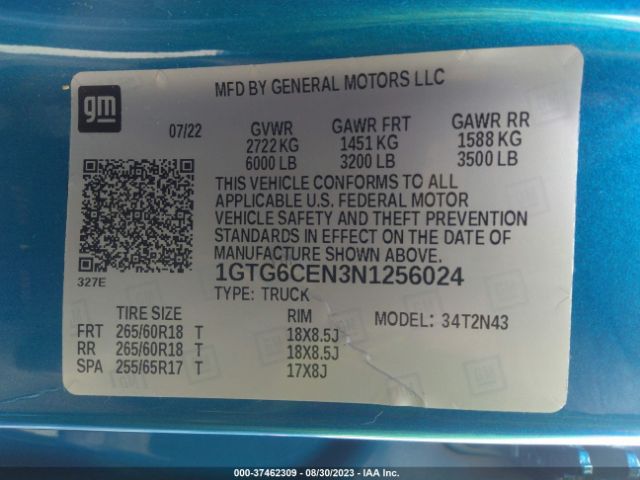 MFD BY GENERAL MOTORS LLC
gm
07/22
GVWR GAWR FRT GAWR RR
2722 KG 1451 KG 1588 KG
6000 LB 3200 LB 3500 LB
THIS VEHICLE CONFORMS TO ALL
APPLICABLE U.S. FEDERAL MOTOR
VEHICLE SAFETY AND THEFT PREVENTION
STANDARDS IN EFFECT ON THE DATE OF
MANUFACTURE SHOWN ABOVE.
327E
1GTG6CEN3N1256024
TYPE: TRUCK
TIRE SIZE RIM MODEL: 34T2N43
FRT 265/60R18 T 18X8.5J
RR 265/60R18 T 18X8.5J
SPA 255/65R17 T 17X8J
000-37462309 - 08/30/2023 - IAA Inc.